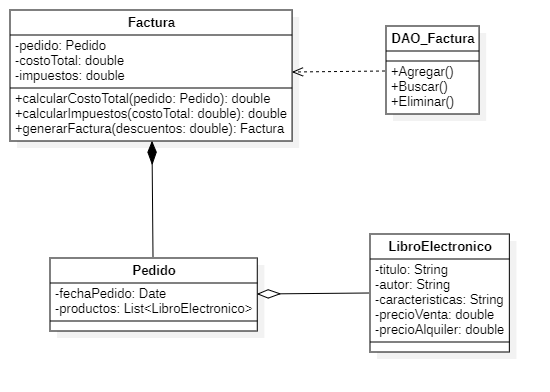 Factura
-pedido: Pedido
-costoTotal: double
-impuestos: double
+calcularCostoTotal(pedido: Pedido): double
+calcularImpuestos(costoTotal: double): double
+generarFactura(descuentos: double): Factura
DAO_Factura
+Agregar()
+Buscar()
+Eliminar()
Pedido
-fechaPedido: Date
-productos: List<LibroElectronico>
LibroElectronico
-titulo: String
-autor: String
-caracteristicas: String
-precioVenta: double
-precioAlquiler: double